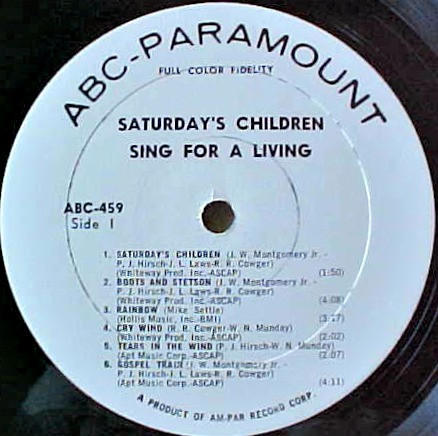 ABC-PARAMOUNT
FULL COLOR FIDELITY
SATURDAY'S CHILDREN
SING FOR A LIVING
ABC-459
Side 1
1. SATURDAY'S CHILDREN (J. W. Montgomery Jr. -
P. J. Hirsch-J. L. Laws-R. R. Cowger)
(Whiteway Prod. Inc.-ASCAP) (1:50)
2. BOOTS AND STETSON (J. W. Montgomery Jr. -
P. J. Hirsch-J. L. Laws-R. R. Cowger)
(Whiteway Prod. Inc.-ASCAP) (4:08)
3. RAINBOW (Mike Settle)
(Hollis Music, Inc.-BMI) (3:17)
4. CRY WIND (R. R. Cowger-W. N. Munday)
(Whiteway Prod. Inc.-ASCAP) (2:02)
5. TEARS IN THE WIND (P. J. Hirsch-W. N. Munday)
(Apt Music Corp.-ASCAP) (2:07)
6. GOSPEL TRAIN (J. W. Montgomery Jr. -
P. J. Hirsch-J. L. Laws-R. R. Cowger)
(Apt Music Corp.-ASCAP) (4:11)
A PRODUCT OF AM-PAR RECORD CORP.